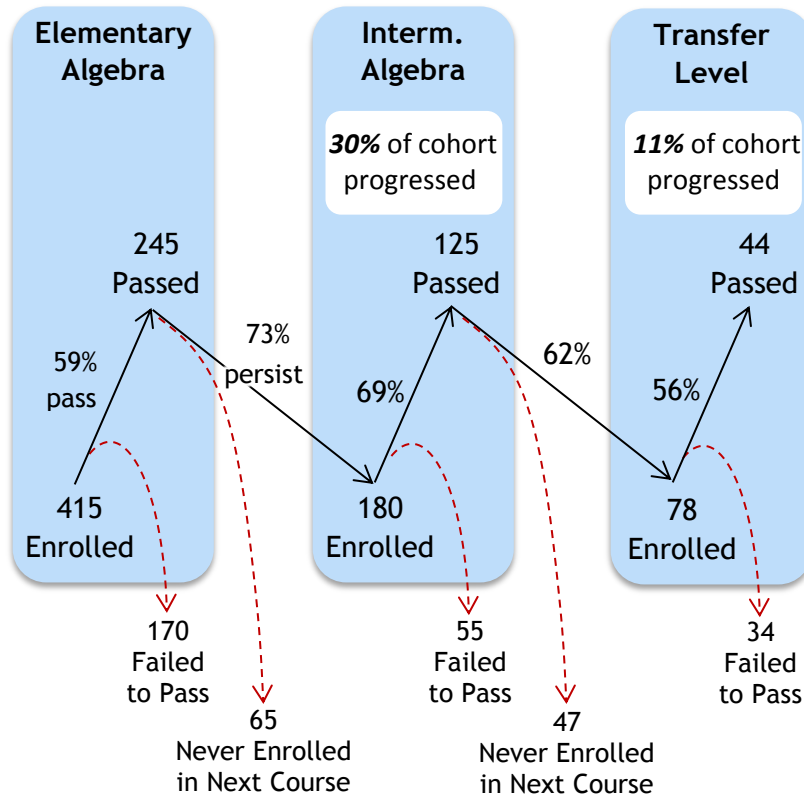 Elementary
Algebra
245
Passed
59%
pass
415
Enrolled
170
Failed
to Pass
73%
persist
65
Never Enrolled
in Next Course
Interm.
Algebra
30% of cohort
progressed
125
Passed
69%
180
Enrolled
55
Failed
to Pass
62%
47
Never Enrolled
in Next Course
Transfer
Level
11% of cohort
progressed
44
Passed
56%
78
Enrolled
34
Failed
to Pass